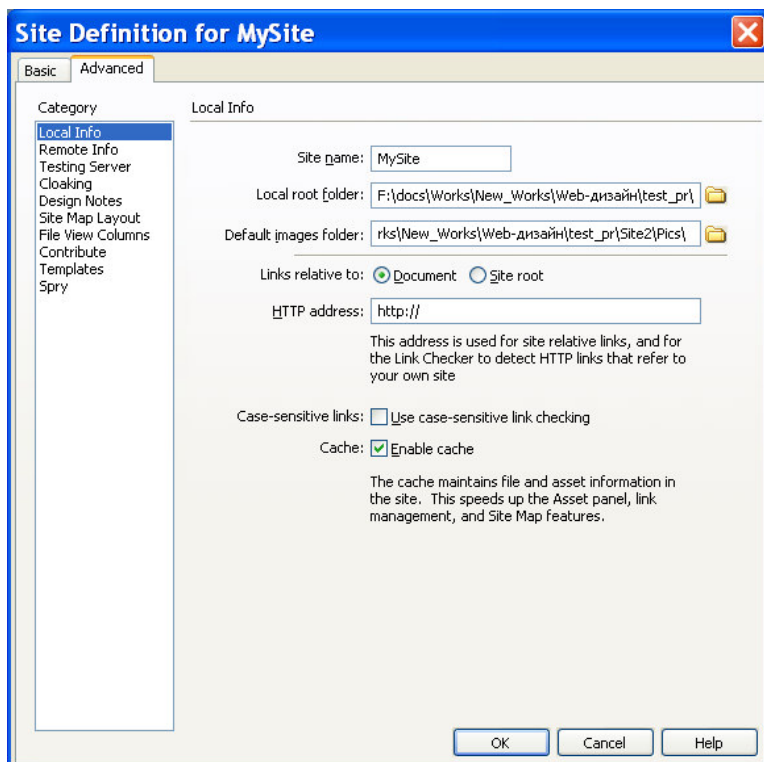 Site Definition for MySite
Basic
Advanced
Category
Local Info
Remote Info
Testing Server
Cloaking
Design Notes
Site Map Layout
File View Columns
Contribute
Templates
Spry
Local Info
Site name: MySite
Local root folder: F:\docs\Works\New_Works\Web-дизайн\test_pr\
Default images folder: rks\New_Works\Web-дизайн\test_pr\Site2\Pics\
Links relative to: Document Site root
HTTP address: http://
This address is used for site relative links, and for
the Link Checker to detect HTTP links that refer to
your own site
Case-sensitive links: Use case-sensitive link checking
Cache: Enable cache
The cache maintains file and asset information in
the site. This speeds up the Asset panel, link
management, and Site Map features.
OK Cancel Help